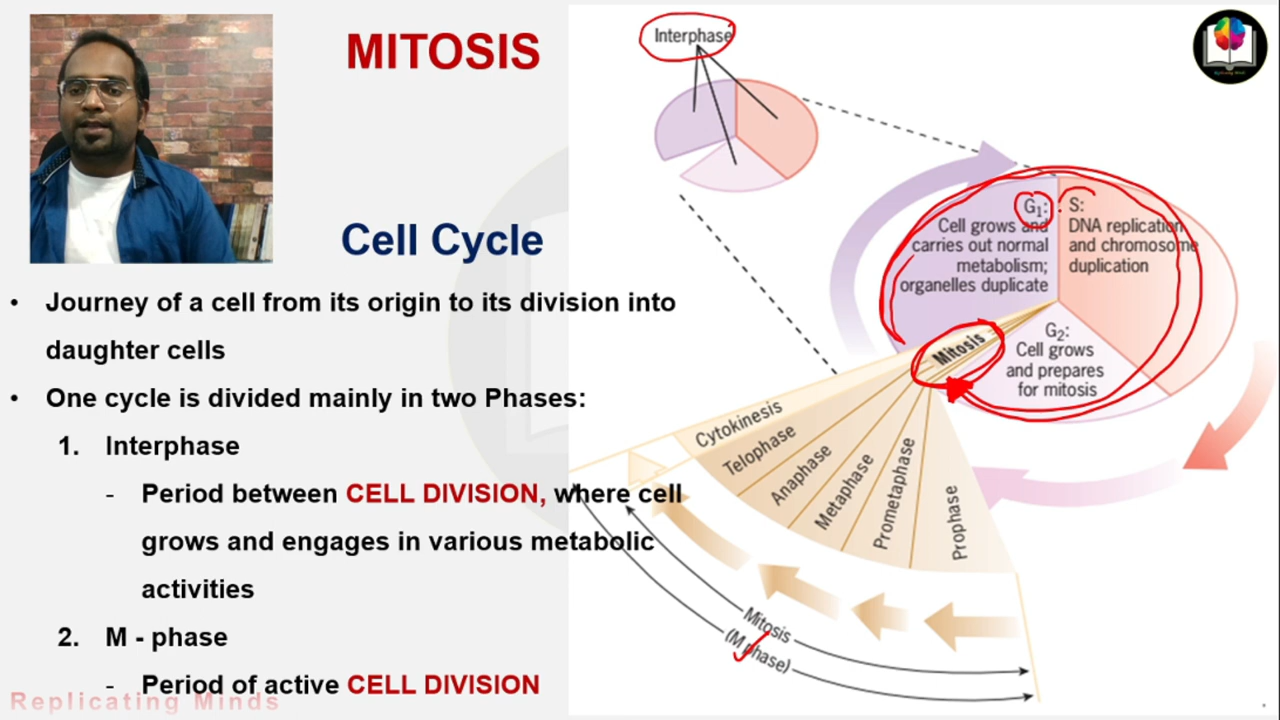 MITOSIS
Cell Cycle
• Journey of a cell from its origin to its division into
daughter cells
• One cycle is divided mainly in two Phases:
1. Interphase
- Period between CELL DIVISION, where cell
grows and engages in various metabolic
activities
2. M - phase
- Period of active CELL DIVISION
Replicating Minds
Interphase
G1:
Cell grows and
carries out normal
metabolism;
organelles duplicate
S:
DNA replication
and chromosome
duplication
G2:
Cell grows
and prepares
for mitosis
Mitosis
Cytokinesis
Telophase
Anaphase
Metaphase
Prometaphase
Prophase
Mitosis
(M phase)
Replicating Minds